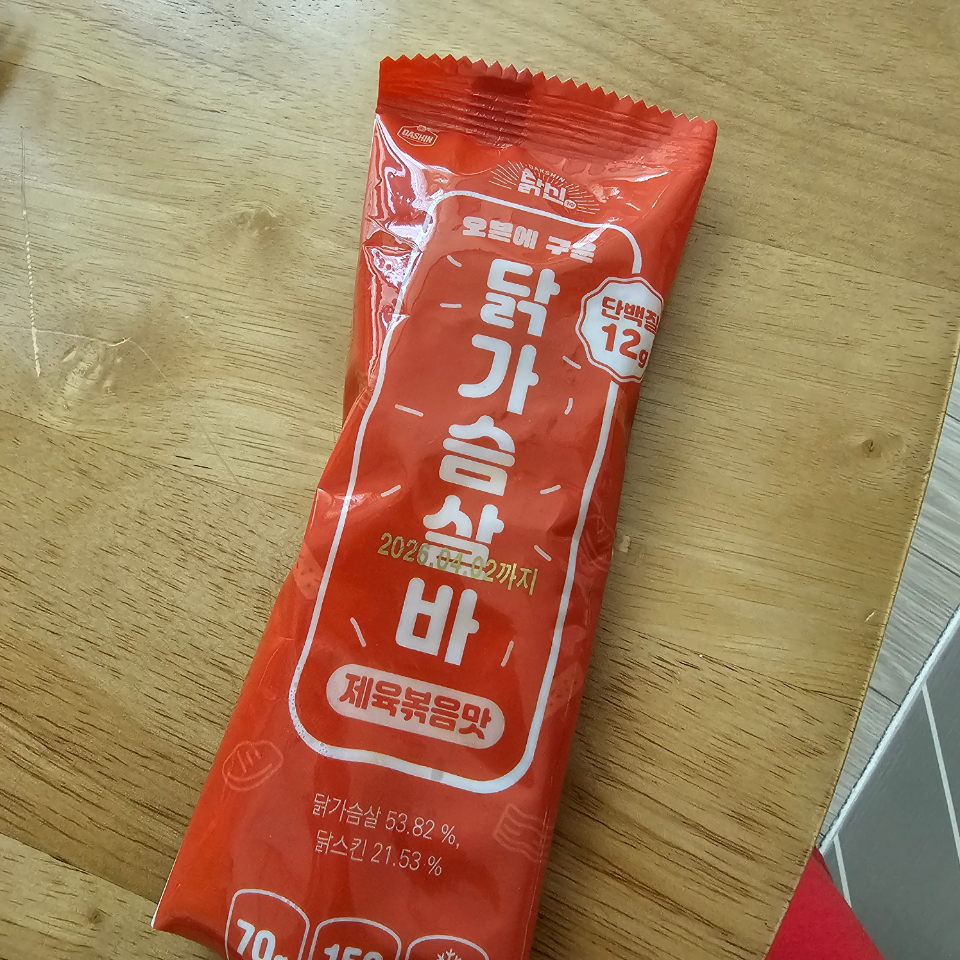 DASHIN
DAKSHIN
닭신
오븐에 구운
닭가슴살바
단백질
12g
2026.04.02까지
제육볶음맛
닭가슴살 53.82 %,
닭스킨 21.53 %
70g